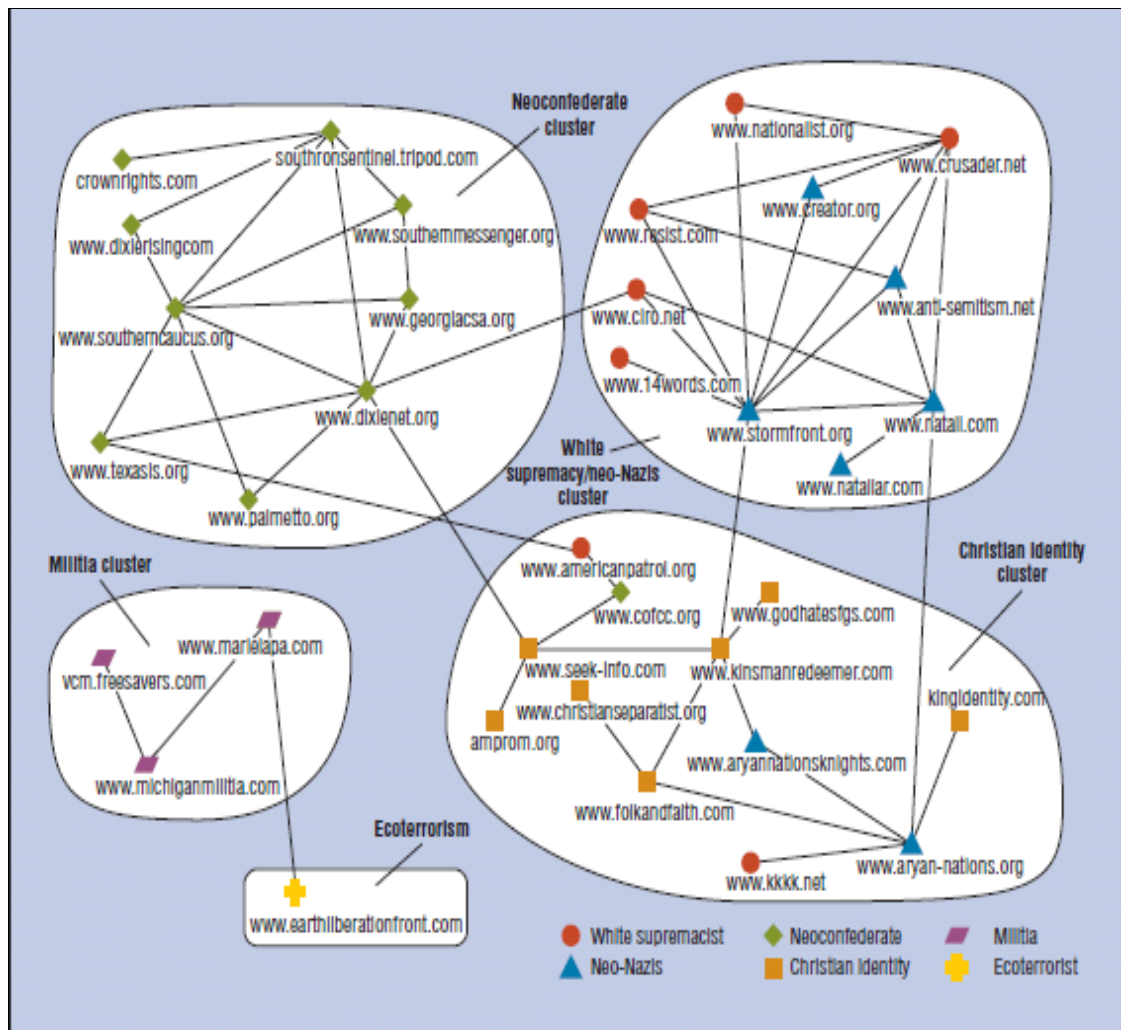 Neoconfederate
cluster
southronsentinel.tripod.com
crownrights.com
www.dixierisingcom
www.southernmessenger.org
www.georgiacsa.org
www.southerncaucus.org
www.dixienet.org
www.texasls.org
www.palmetto.org
www.nationalist.org
www.crusader.net
www.creator.org
www.resist.com
www.anti-semitism.net
www.ciro.net
www.14words.com
www.stormfront.org
www.natall.com
www.natallar.com
White
supremacy/neo-Nazis
cluster
Militia cluster
www.marielapa.com
vcm.freesavers.com
www.michiganmilitia.com
Christian identity
cluster
www.americanpatrol.org
www.cofcc.org
www.godhatesfgs.com
www.seek-info.com
www.kinsmanredeemer.com
www.christianseparatist.org
kingidentity.com
amprom.org
www.aryannationsknights.com
www.folkandfaith.com
www.kkkk.net
www.aryan-nations.org
Ecoterrorism
www.earthliberationfront.com
White supremacist
Neoconfederate
Militia
Neo-Nazis
Christian identity
Ecoterrorist